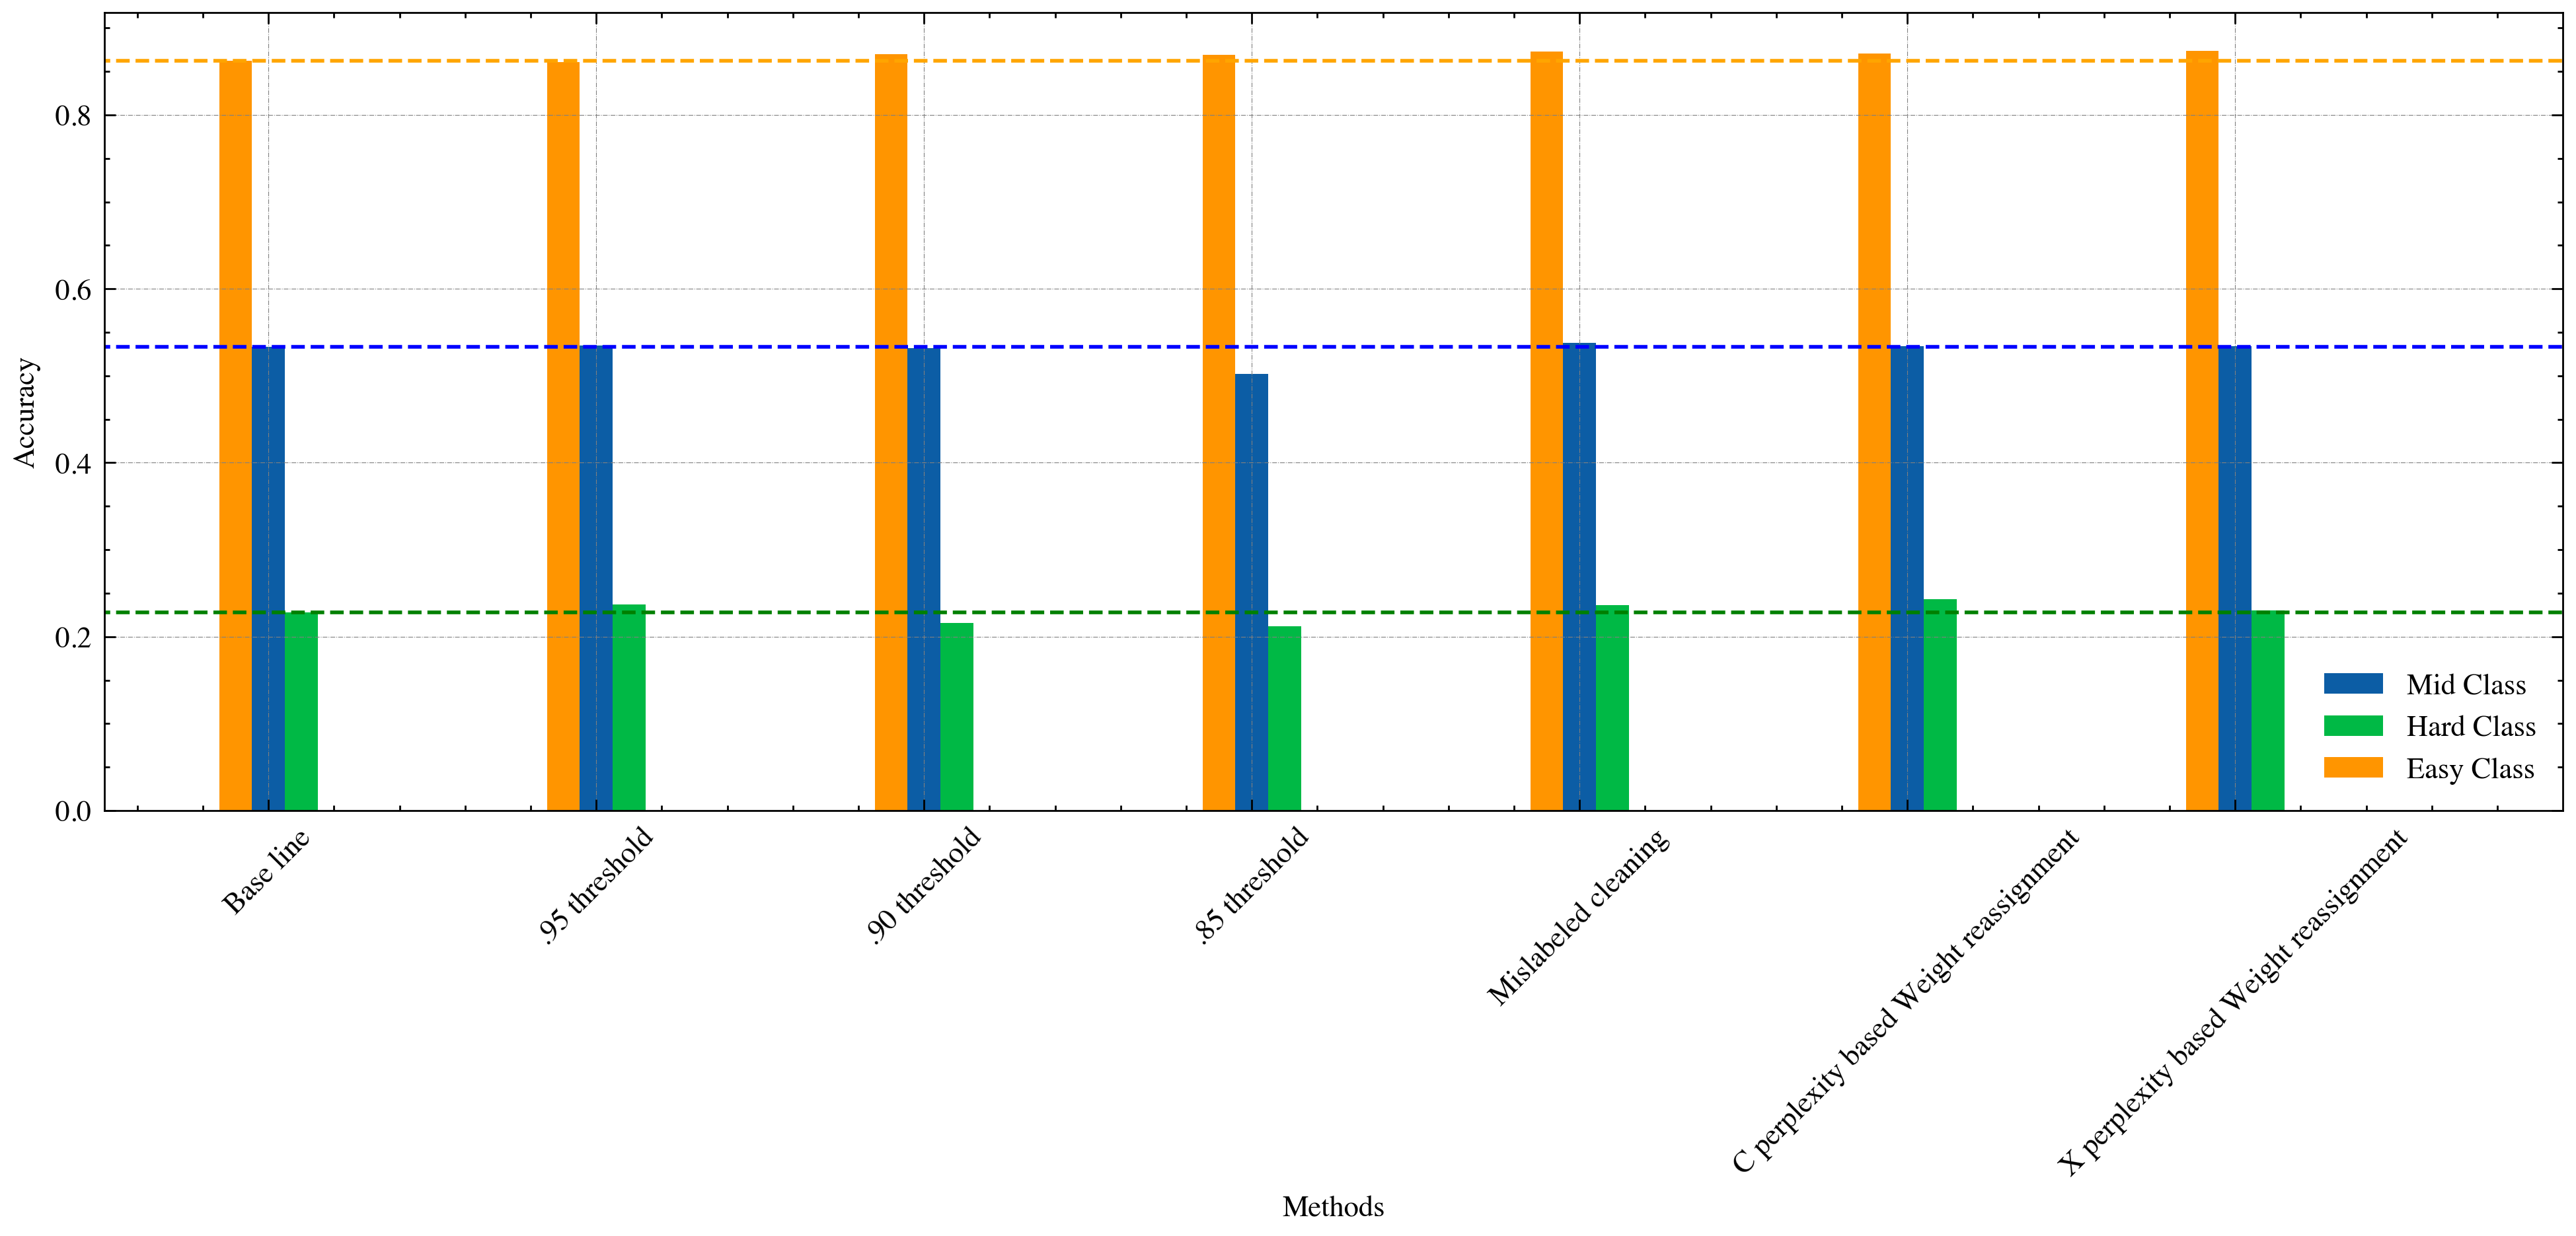 Accuracy
0.8
0.6
0.4
0.2
0.0
Mid Class
Hard Class
Easy Class
Base line
.95 threshold
.90 threshold
.85 threshold
Mislabeled cleaning
C perplexity based Weight reassignment
X perplexity based Weight reassignment
Methods